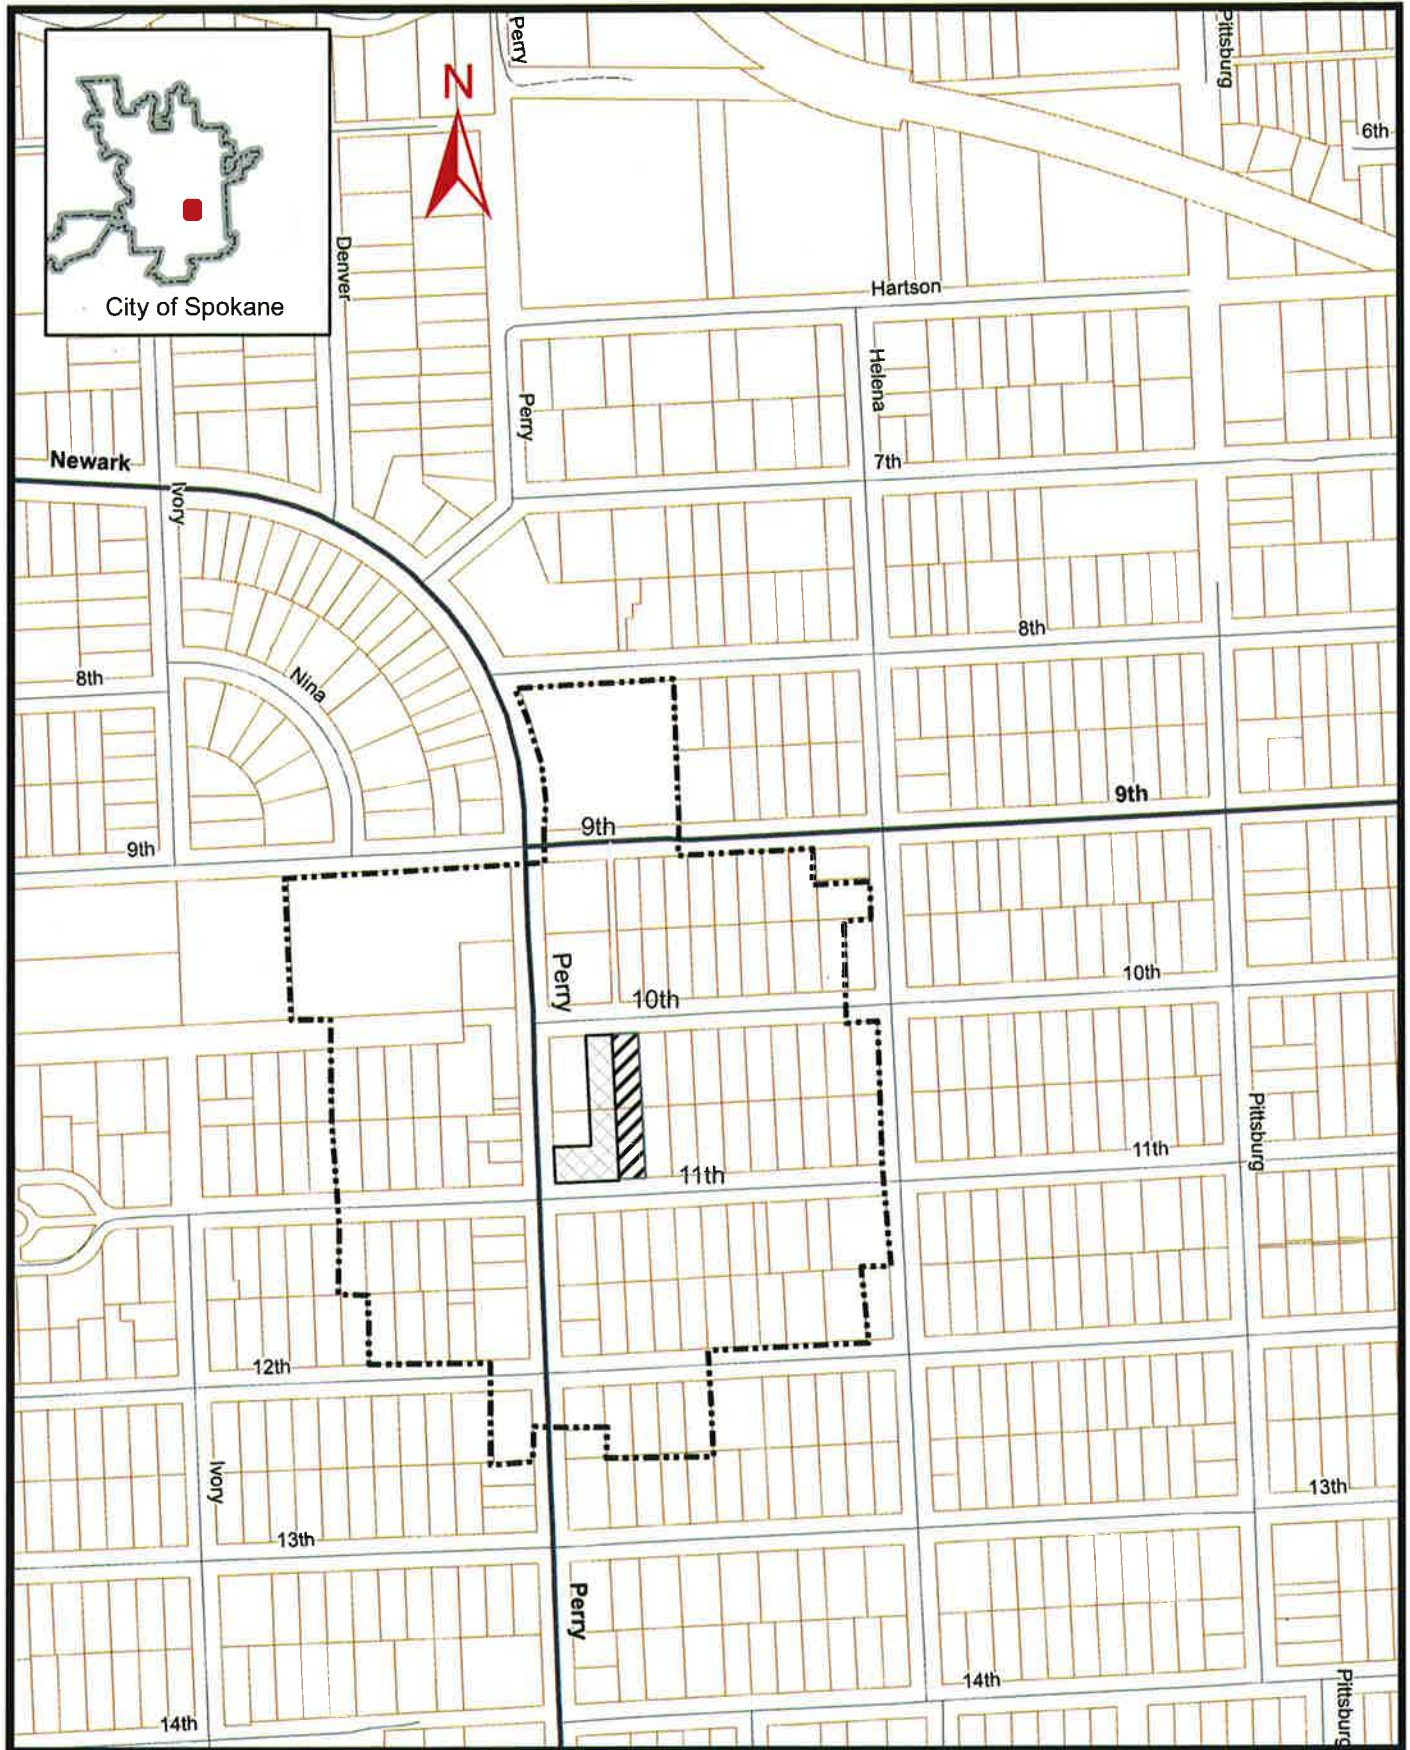 Perry
Pittsburg
N
6th
Denver
City of Spokane
Hartson
Helena
Perry
Newark
7th
Ivory
8th
8th
Nina
9th
9th
9th
Perry
10th
10th
Pittsburg
11th
11th
12th
Ivory
13th
13th
Perry
14th
Pittsburg
14th